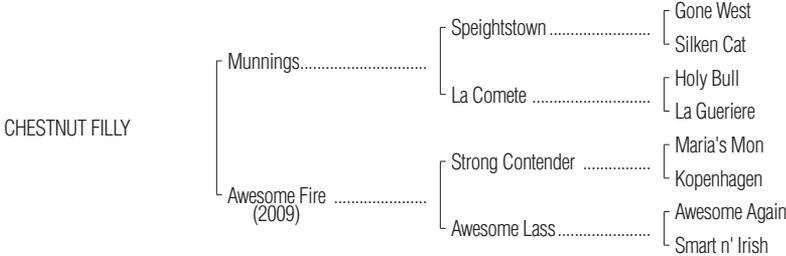 Gone West
Speightstown
Silken Cat
Munnings
Holy Bull
La Comete
La Gueriere
CHESTNUT FILLY
Maria's Mon
Strong Contender
Kopenhagen
Awesome Fire
(2009)
Awesome Again
Awesome Lass
Smart n' Irish